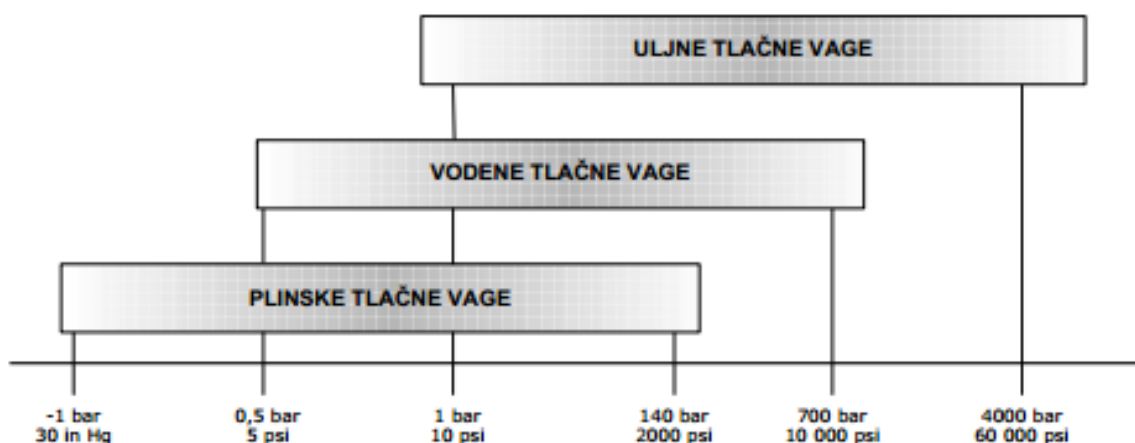 ULJNE TLAČNE VAGE
VODENE TLAČNE VAGE
PLINSKE TLAČNE VAGE
-1 bar 0,5 bar 1 bar 140 bar 700 bar 4000 bar
30 in Hg 5 psi 10 psi 2000 psi 10 000 psi 60 000 psi